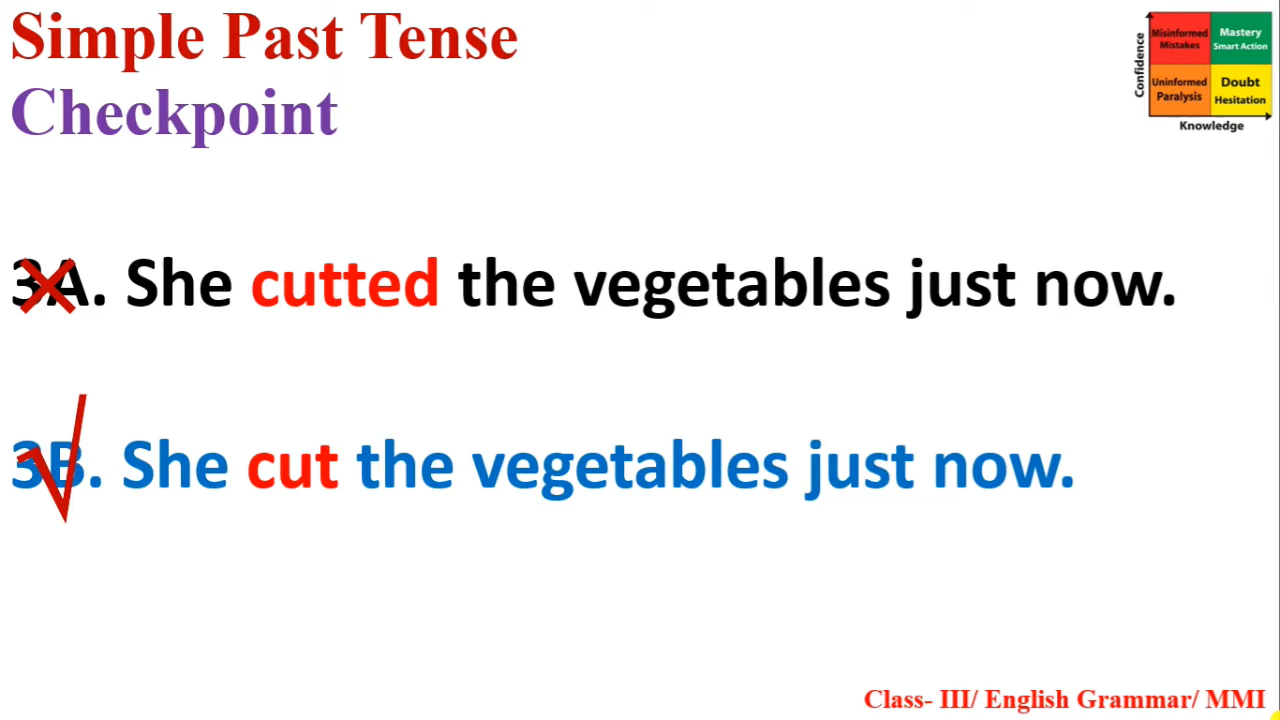 Simple Past Tense
Checkpoint
Confidence
Misinformed
Mistakes
Mastery
Smart Action
Uninformed
Paralysis
Doubt
Hesitation
Knowledge
3A. She cutted the vegetables just now.
3B. She cut the vegetables just now.
Class- III/ English Grammar/ MMI